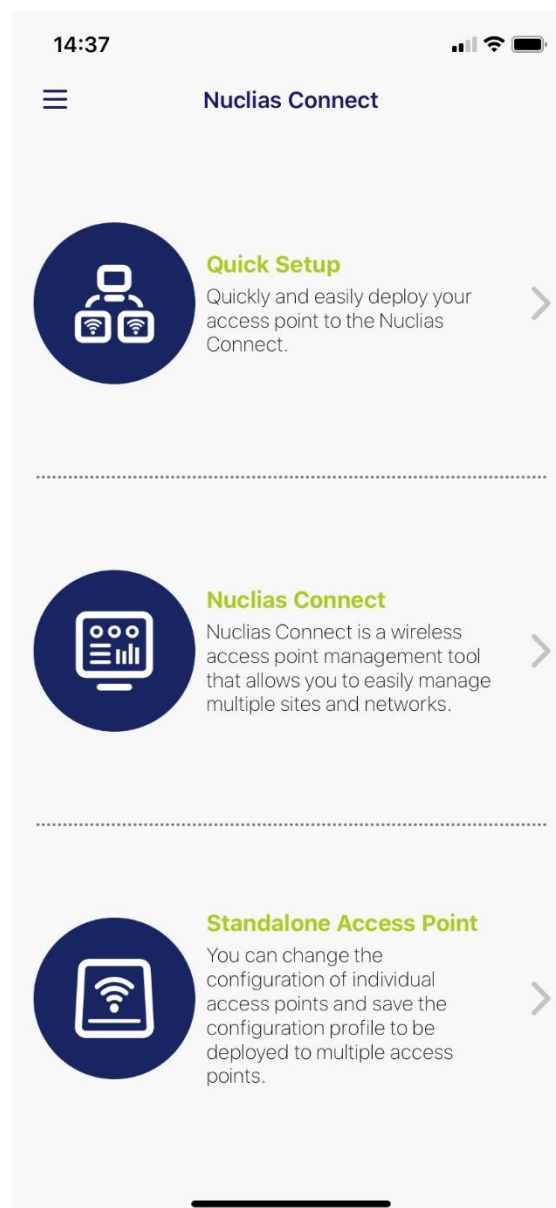 14:37
Nuclias Connect
Quick Setup
Quickly and easily deploy your
access point to the Nuclias
Connect.
Nuclias Connect
Nuclias Connect is a wireless
access point management tool
that allows you to easily manage
multiple sites and networks.
Standalone Access Point
You can change the
configuration of individual
access points and save the
configuration profile to be
deployed to multiple access
points.